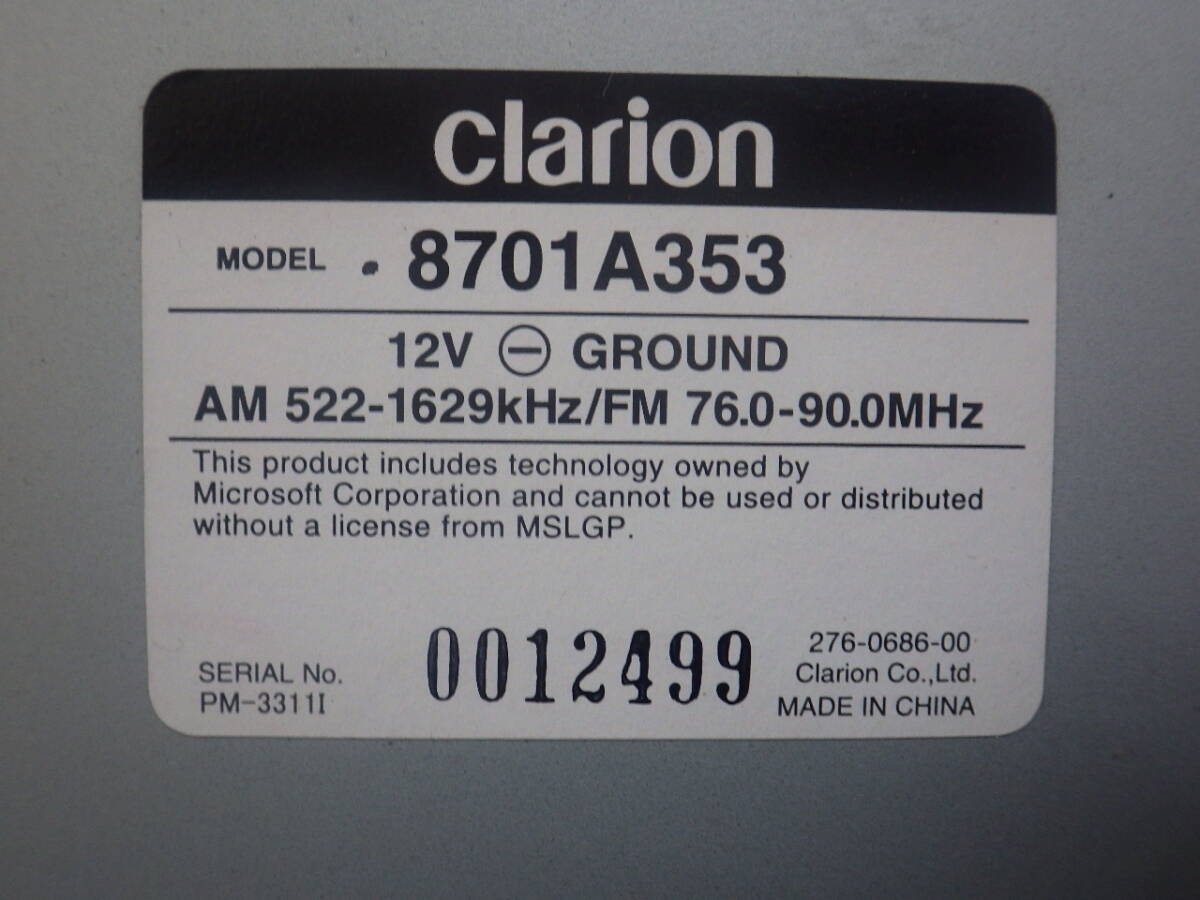 clarion
MODEL 8701A353
12V ⊖ GROUND
AM 522-1629kHz/FM 76.0-90.0MHz
This product includes technology owned by
Microsoft Corporation and cannot be used or distributed
without a license from MSLGP.
276-0686-00
SERIAL No. 0012499 Clarion Co.,Ltd.
PM-3311I MADE IN CHINA